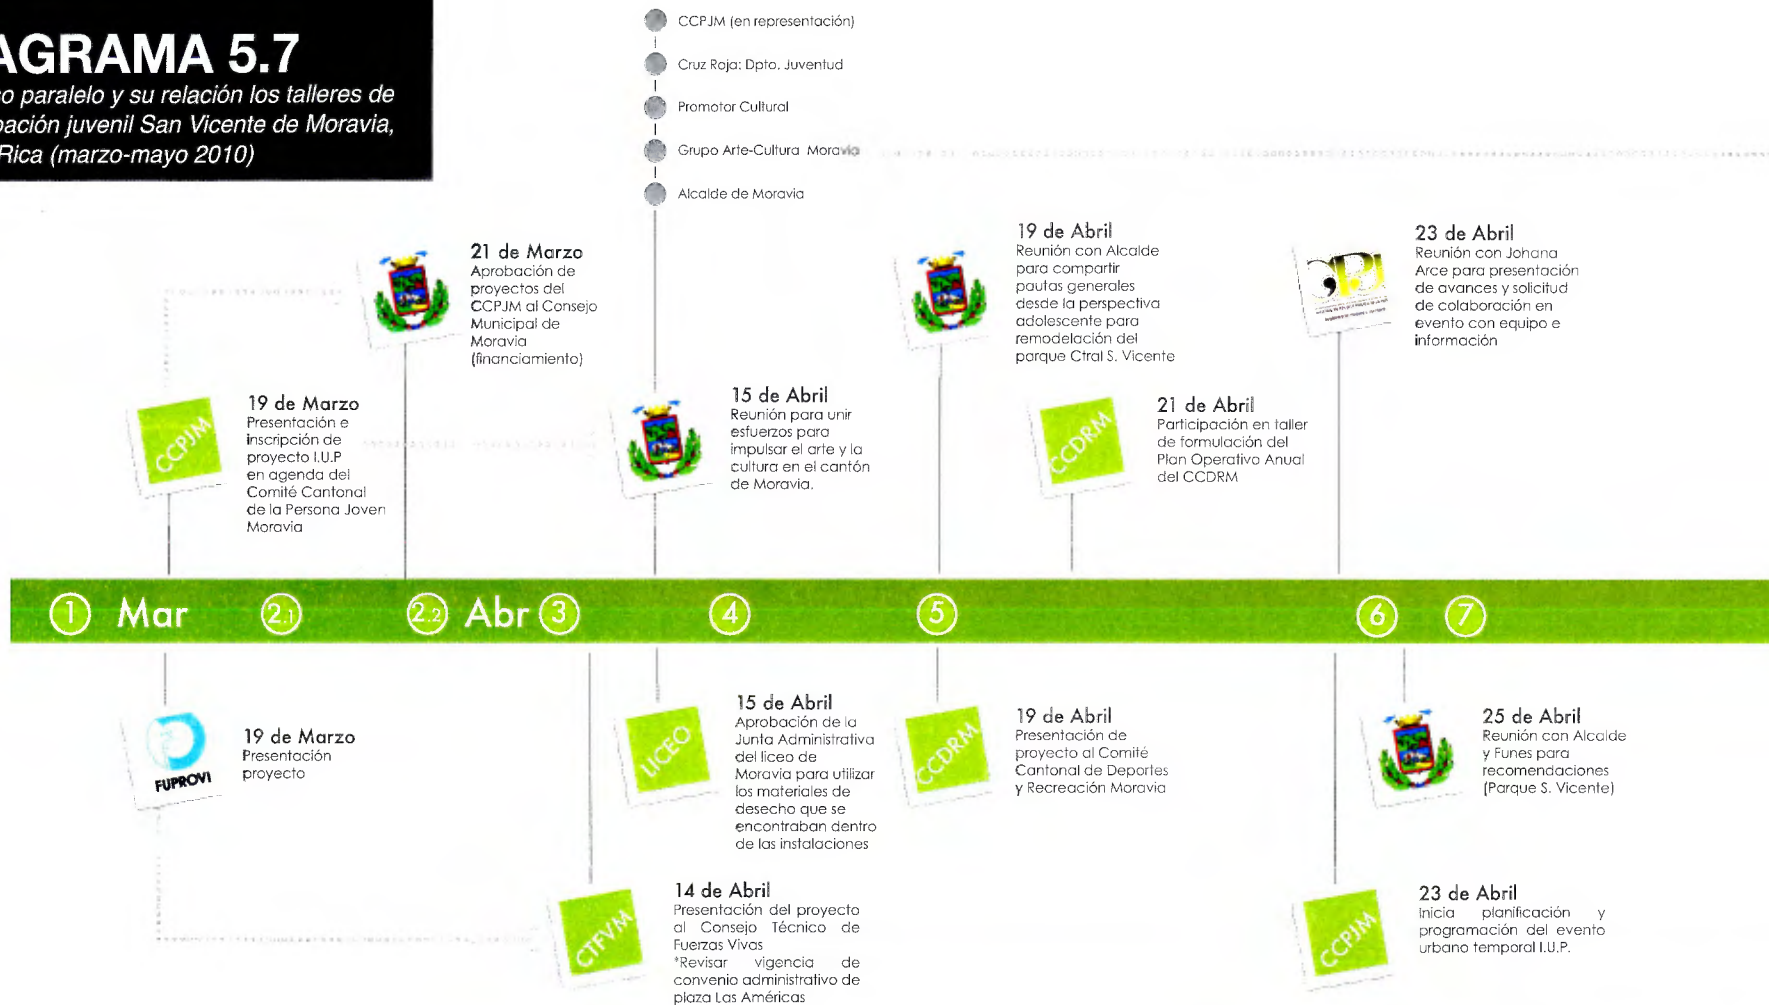 AGRAMA 5.7
o paralelo y su relación los talleres de
pación juvenil San Vicente de Moravia,
Rica (marzo-mayo 2010)
CCPJM (en representación)
Cruz Roja: Dpto. Juventud
Promotor Cultural
Grupo Arte-Cultura Moravia
Alcalde de Moravia
21 de Marzo
Aprobación de
proyectos del
CCPJM al Consejo
Municipal de
Moravia
(financiamiento)
19 de Abril
Reunión con Alcalde
para compartir
pautas generales
desde la perspectiva
adolescente para
remodelación del
parque Ctral S. Vicente
CPJ
23 de Abril
Reunión con Johana
Arce para presentación
de avances y solicitud
de colaboración en
evento con equipo e
información
CCPJM
19 de Marzo
Presentación e
inscripción de
proyecto I.U.P
en agenda del
Comité Cantonal
de la Persona Joven
Moravia
15 de Abril
Reunión para unir
esfuerzos para
impulsar el arte y la
cultura en el cantón
de Moravia.
CCDRM
21 de Abril
Participación en taller
de formulación del
Plan Operativo Anual
del CCDRM
1 Mar 2.1 2.2 Abr 3 4 5 6 7
FUPROVI
19 de Marzo
Presentación
proyecto
LICEO
15 de Abril
Aprobación de la
Junta Administrativa
del liceo de
Moravia para utilizar
los materiales de
desecho que se
encontraban dentro
de las instalaciones
CCDRM
19 de Abril
Presentación de
proyecto al Comité
Cantonal de Deportes
y Recreación Moravia
25 de Abril
Reunión con Alcalde
y Funes para
recomendaciones
(Parque S. Vicente)
CTFVM
14 de Abril
Presentación del proyecto
al Consejo Técnico de
Fuerzas Vivas
*Revisar vigencia de
convenio administrativo de
plaza Las Américas
CCPJM
23 de Abril
Inicia planificación y
programación del evento
urbano temporal I.U.P.